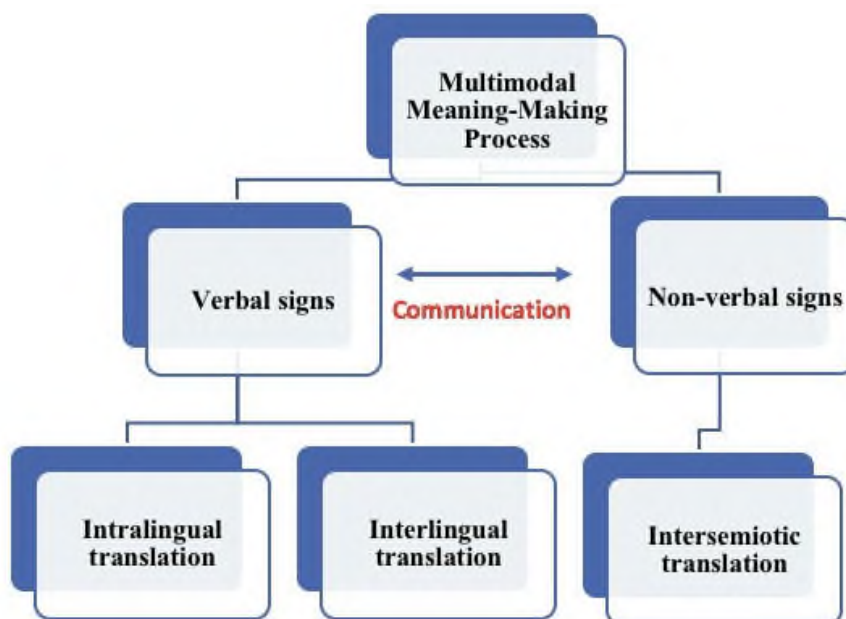 Multimodal
Meaning-Making
Process
Verbal signs
Communication
Non-verbal signs
Intralingual
translation
Interlingual
translation
Intersemiotic
translation